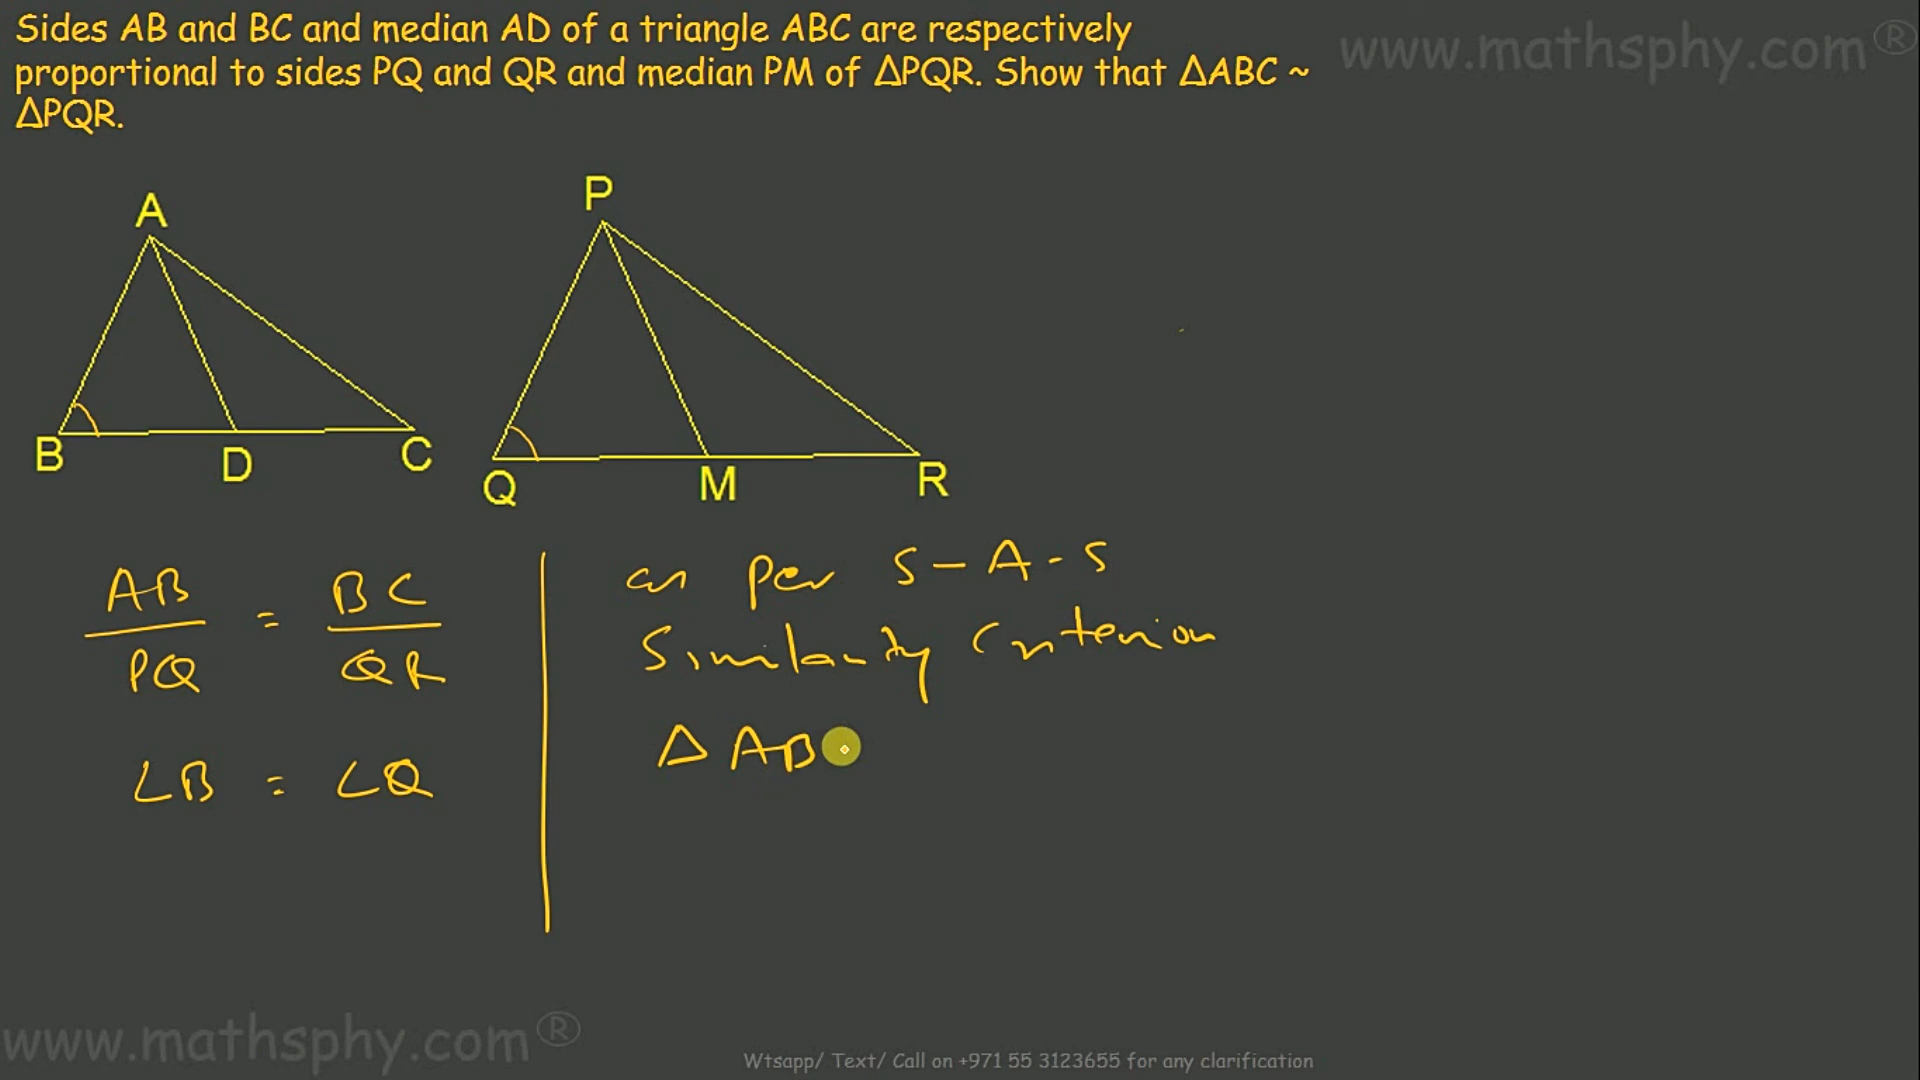 Sides AB and BC and median AD of a triangle ABC are respectively
proportional to sides PQ and QR and median PM of ΔPQR. Show that ΔABC ~
ΔPQR.
www.mathsphy.com®
A
P
B
D
C
Q
M
R
AB/PQ = BC/QR
∠B = ∠Q
as per S-A-S
Similarity Criterion
Δ AB
www.mathsphy.com®
Wtsapp/ Text/ Call on +971 55 3123655 for any clarification